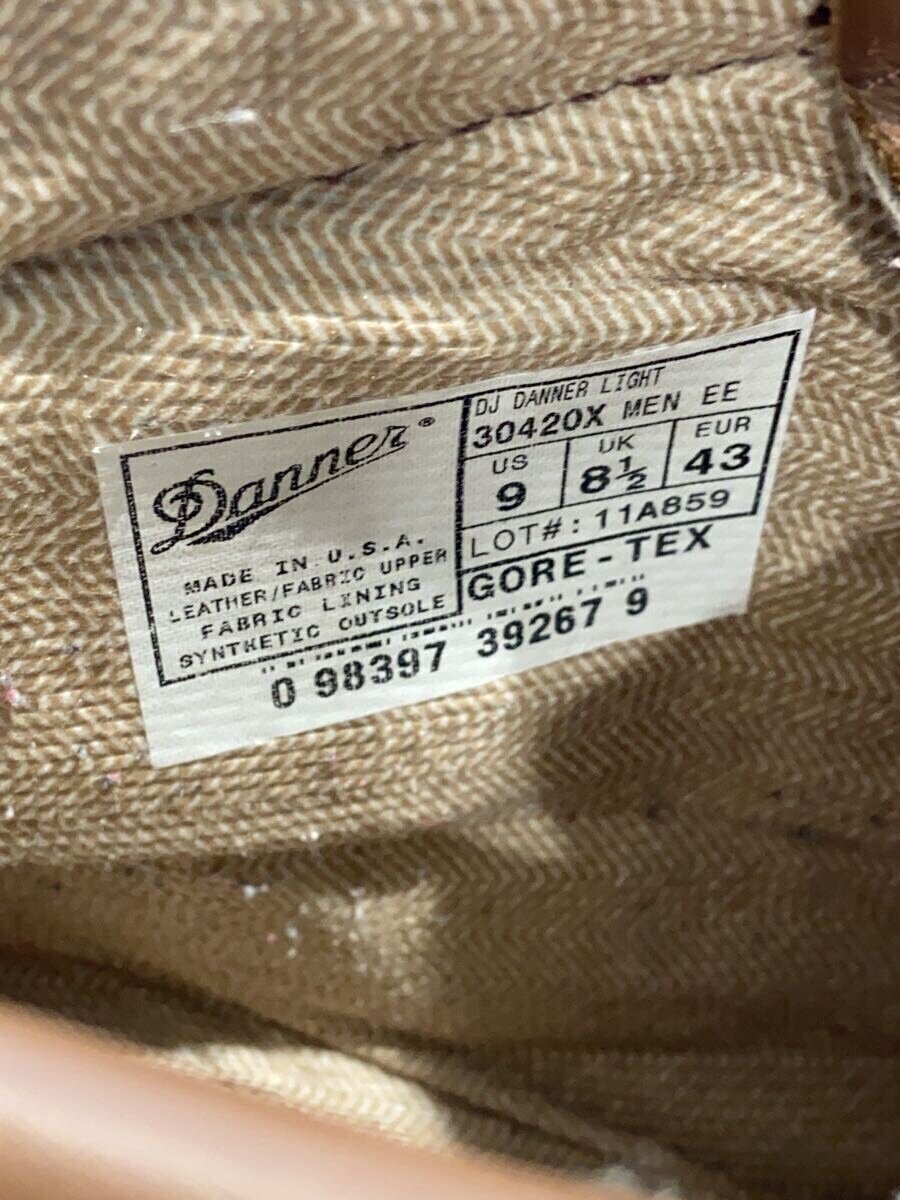 Danner®
MADE IN U.S.A.
LEATHER/FABRIC UPPER
FABRIC LINING
SYNTHETIC OUTSOLE
DJ DANNER LIGHT
30420X MEN EE
US UK EUR
9 8½ 43
LOT#: 11A859
GORE-TEX
0 98397 39267 9